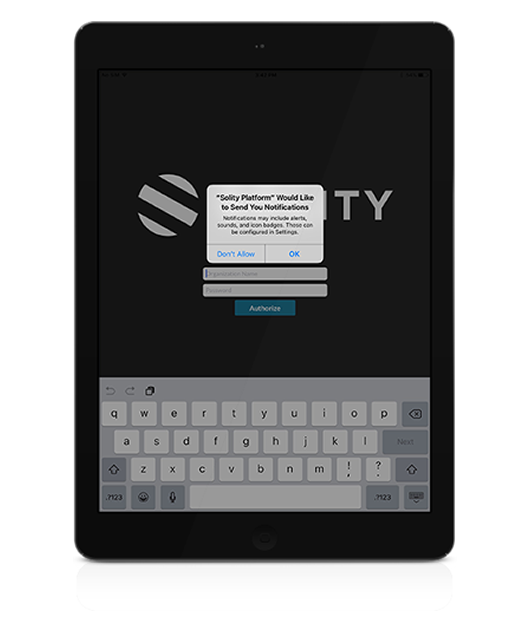 ITY
"Solity Platform" Would Like
to Send You Notifications
Notifications may include alerts,
sounds, and icon badges. These can
be configured in Settings.
Don't Allow OK
Organization Name
Password
Authorize
q w e r t y u i o p
a s d f g h j k l Next
z x c v b n m ! , ? .
.?123 .?123